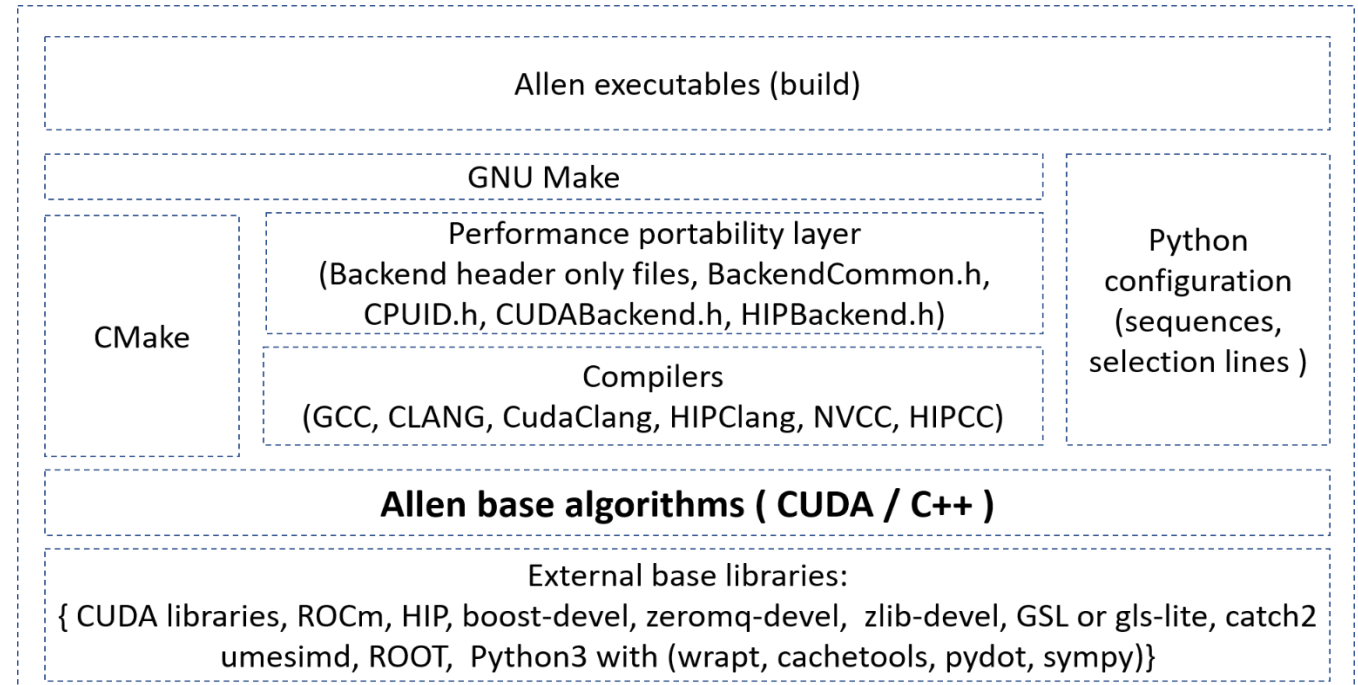 Allen executables (build)
GNU Make
CMake
Performance portability layer
(Backend header only files, BackendCommon.h,
CPUID.h, CUDABackend.h, HIPBackend.h)
Compilers
(GCC, CLANG, CudaClang, HIPClang, NVCC, HIPCC)
Python
configuration
(sequences,
selection lines )
Allen base algorithms ( CUDA / C++ )
External base libraries:
{ CUDA libraries, ROCm, HIP, boost-devel, zeromq-devel, zlib-devel, GSL or gls-lite, catch2
umesimd, ROOT, Python3 with (wrapt, cachetools, pydot, sympy)}